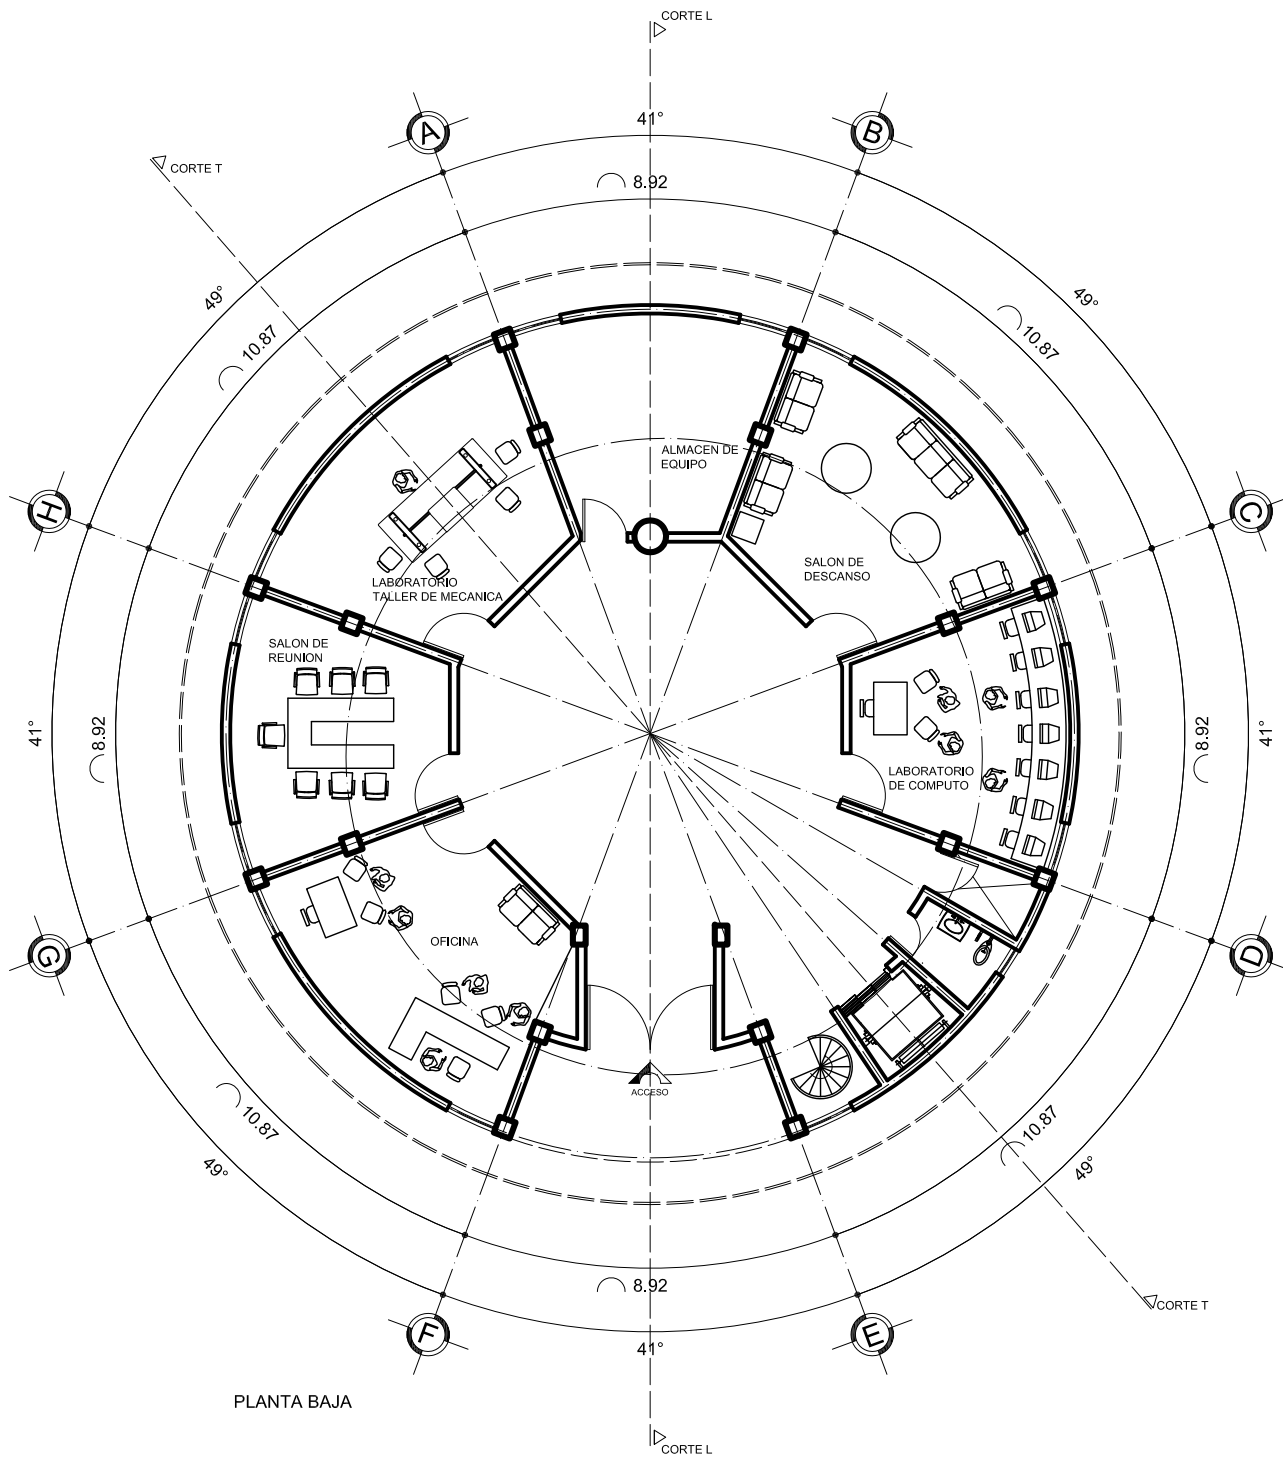 CORTE L
41°
A
B
8.92
CORTE T
49°
49°
10.87
10.87
ALMACEN DE
EQUIPO
H
C
SALON DE
DESCANSO
LABORATORIO
TALLER DE MECANICA
SALON DE
REUNION
41°
8.92
8.92
41°
LABORATORIO
DE COMPUTO
OFICINA
G
D
ACCESO
10.87
10.87
49°
49°
8.92
CORTE T
F
E
41°
PLANTA BAJA
CORTE L